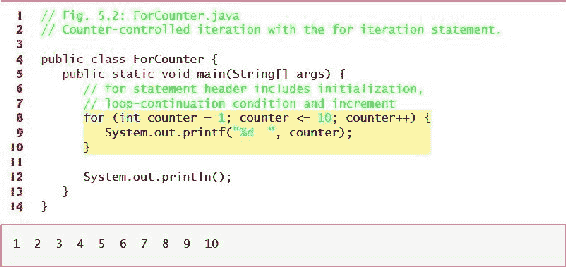 1 // Fig. 5.2: ForCounter.java
2 // Counter-controlled iteration with the for iteration statement.
3
4 public class ForCounter {
5 public static void main(String[] args) {
6 // for statement header includes initialization,
7 // loop-continuation condition and increment
8 for (int counter = 1; counter <= 10; counter++) {
9 System.out.printf("%d  ", counter);
10 }
11
12 System.out.println();
13 }
14 }
1 2 3 4 5 6 7 8 9 10